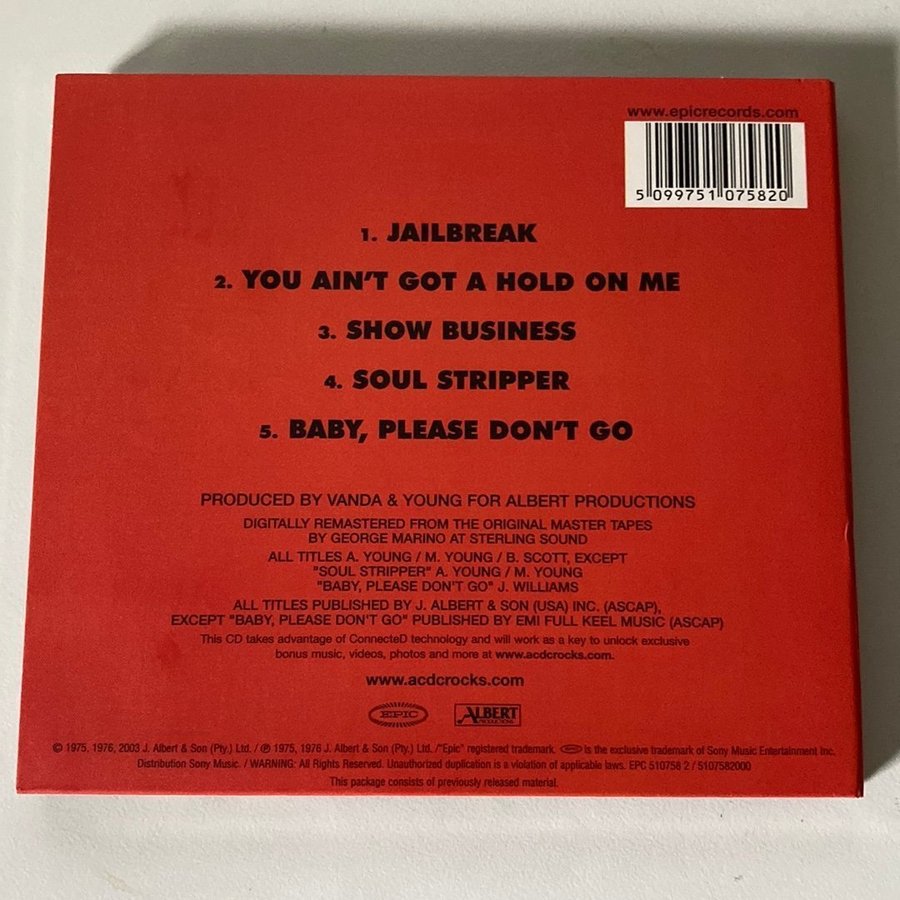 www.epicrecords.com
5 099751 075820
1. JAILBREAK
2. YOU AIN'T GOT A HOLD ON ME
3. SHOW BUSINESS
4. SOUL STRIPPER
5. BABY, PLEASE DON'T GO
PRODUCED BY VANDA & YOUNG FOR ALBERT PRODUCTIONS
DIGITALLY REMASTERED FROM THE ORIGINAL MASTER TAPES
BY GEORGE MARINO AT STERLING SOUND
ALL TITLES A. YOUNG / M. YOUNG / B. SCOTT, EXCEPT
"SOUL STRIPPER" A. YOUNG / M. YOUNG
"BABY, PLEASE DON'T GO" J. WILLIAMS
ALL TITLES PUBLISHED BY J. ALBERT & SON (USA) INC. (ASCAP),
EXCEPT "BABY, PLEASE DON'T GO" PUBLISHED BY EMI FULL KEEL MUSIC (ASCAP)
This CD takes advantage of ConnecteD technology and will work as a key to unlock exclusive
bonus music, videos, photos and more at www.acdcrocks.com.
www.acdcrocks.com
EPIC ALBERT PRODUCTIONS
© 1975, 1976, 2003 J. Albert & Son (Pty.) Ltd. / ℗ 1975, 1976 J. Albert & Son (Pty.) Ltd. /"Epic" registered trademark. EPIC is the exclusive trademark of Sony Music Entertainment Inc.
Distribution Sony Music. / WARNING: All Rights Reserved. Unauthorized duplication is a violation of applicable laws. EPC 510758 2 / 5107582000
This package consists of previously released material.